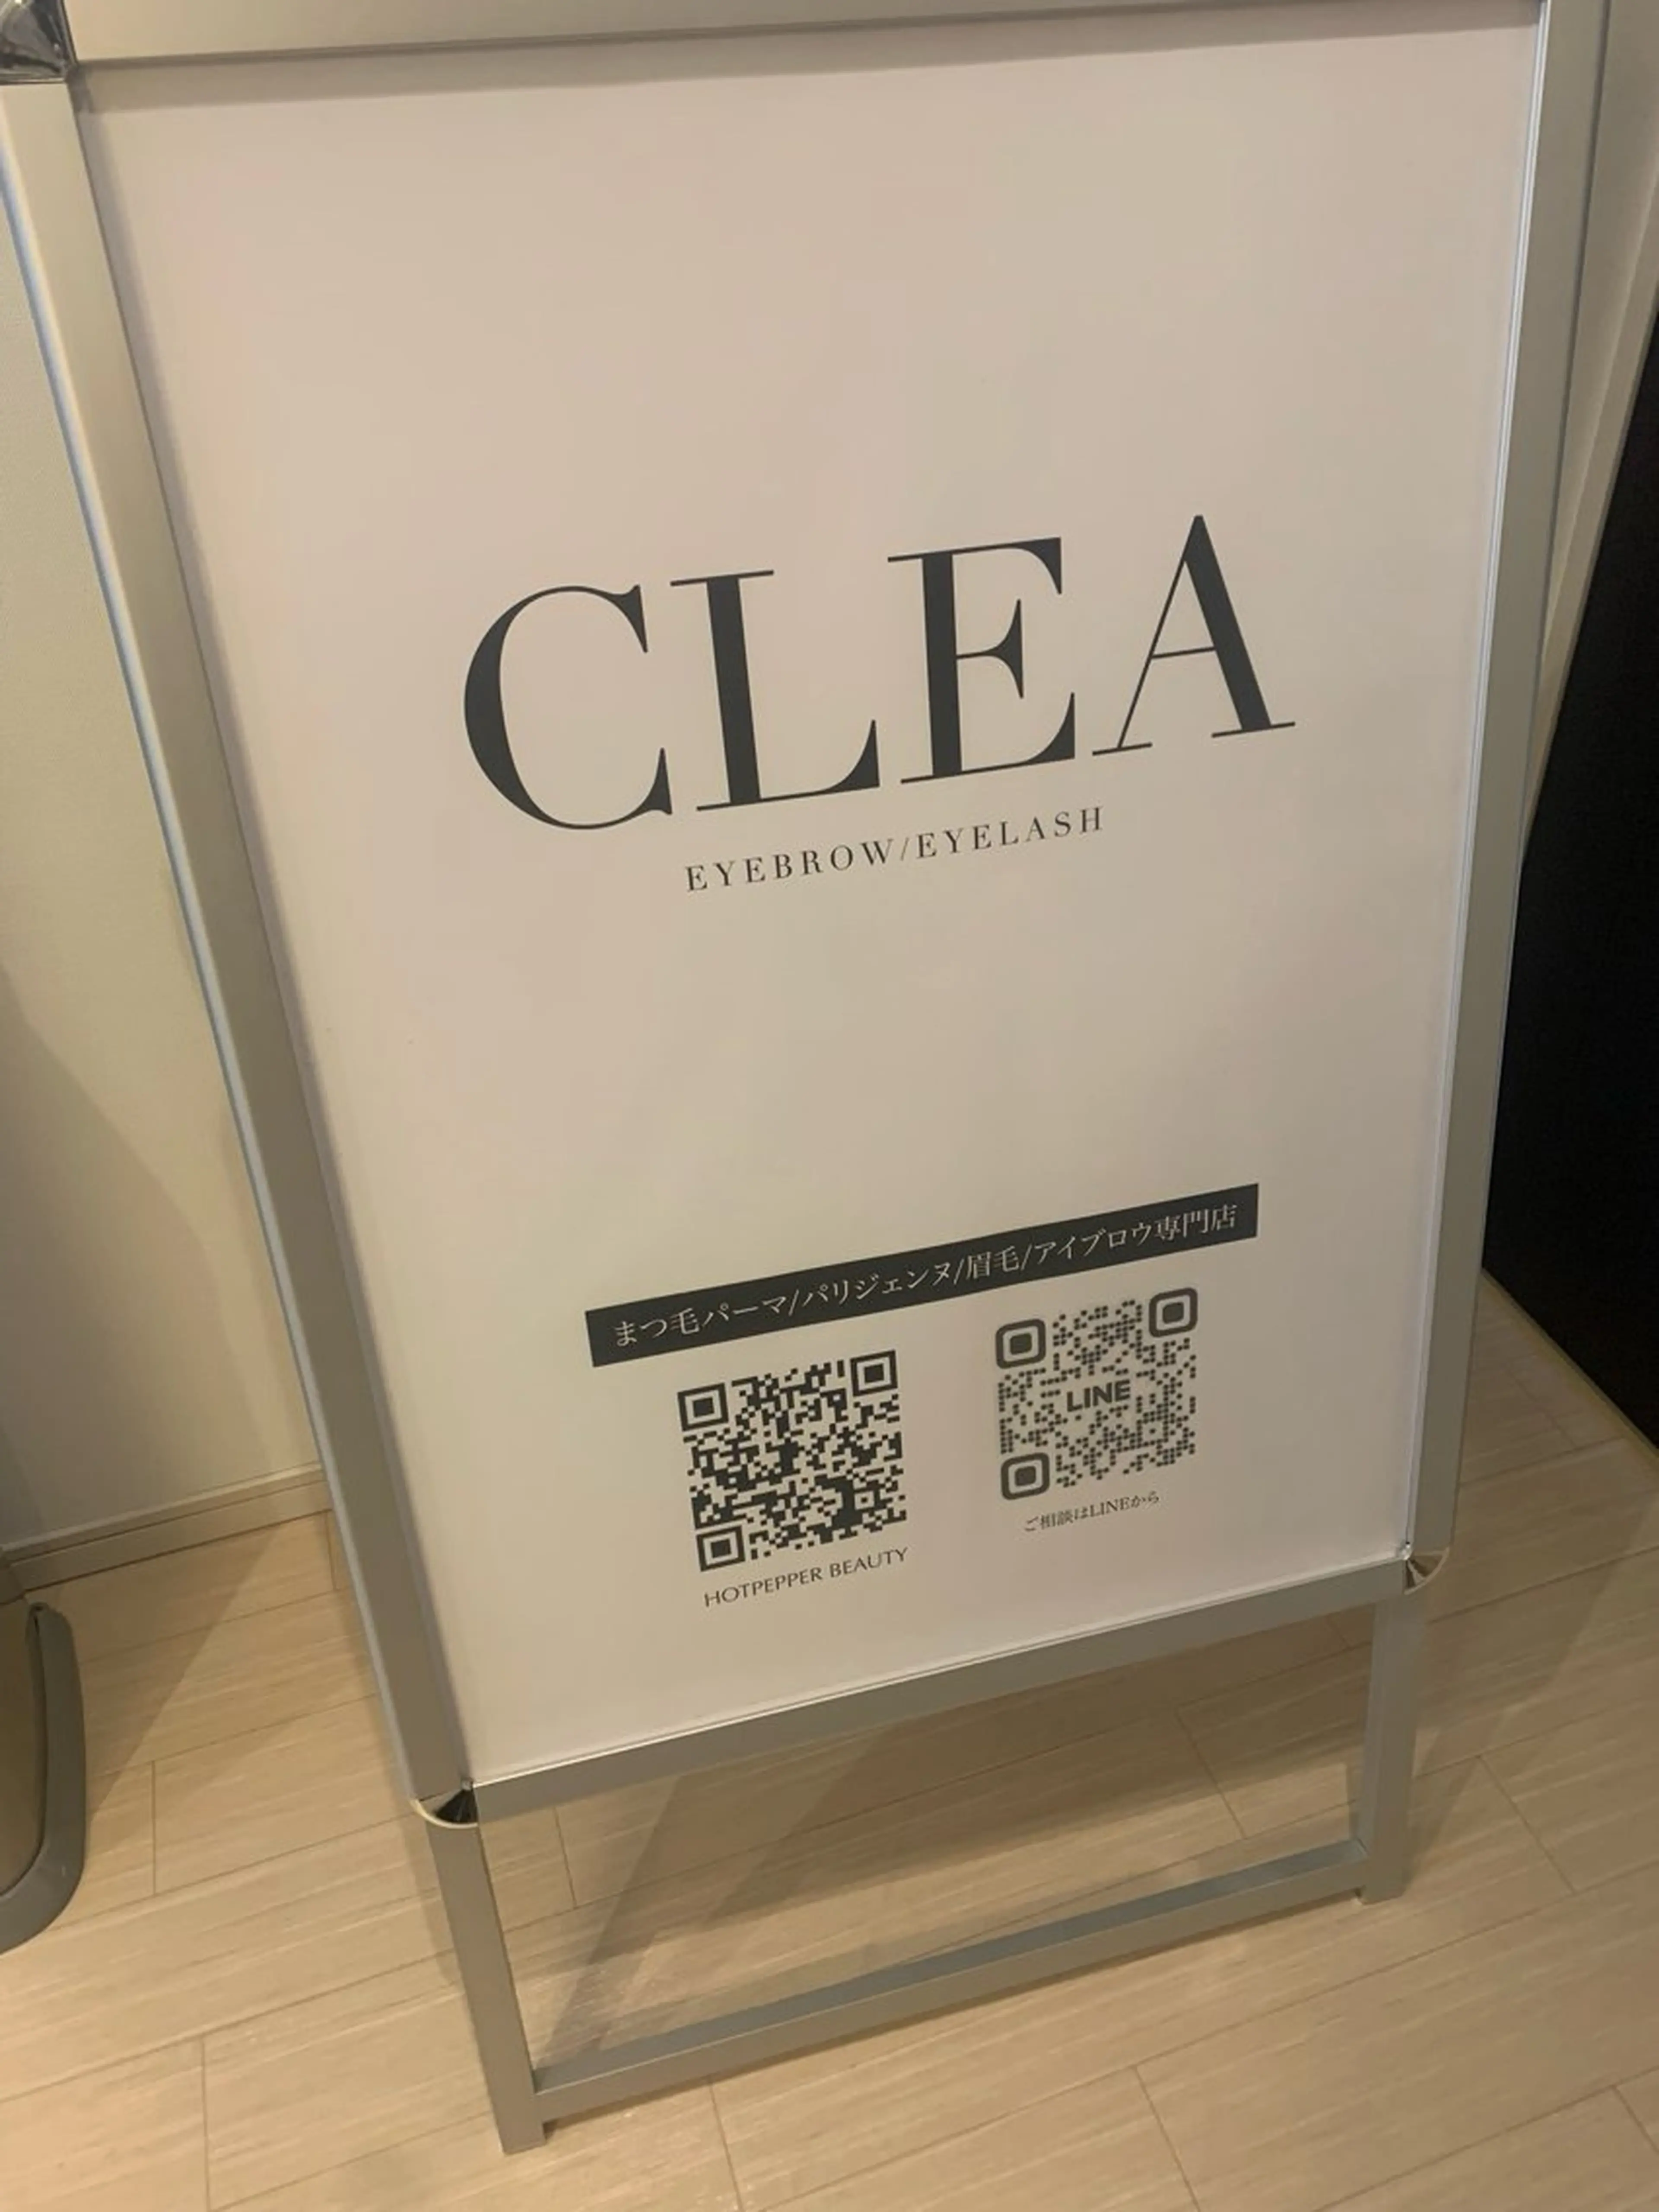 CLEA
EYEBROW/EYELASH
まつ毛パーマ/パリジェンヌ/眉毛/アイブロウ専門店
LINE
HOTPEPPER BEAUTY
ご相談はLINEから